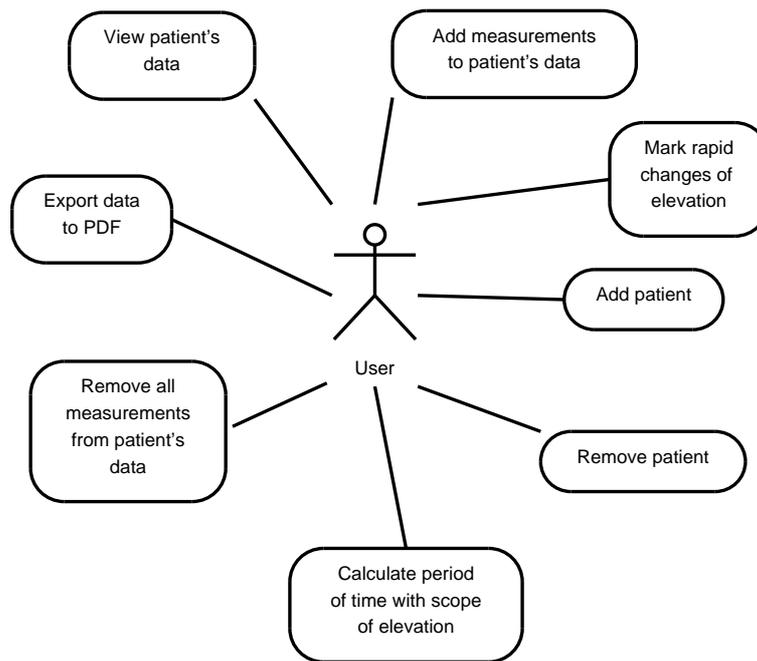 View patient's
data
Add measurements
to patient's data
Mark rapid
changes of
elevation
Export data
to PDF
Add patient
User
Remove all
measurements
from patient's
data
Remove patient
Calculate period
of time with scope
of elevation